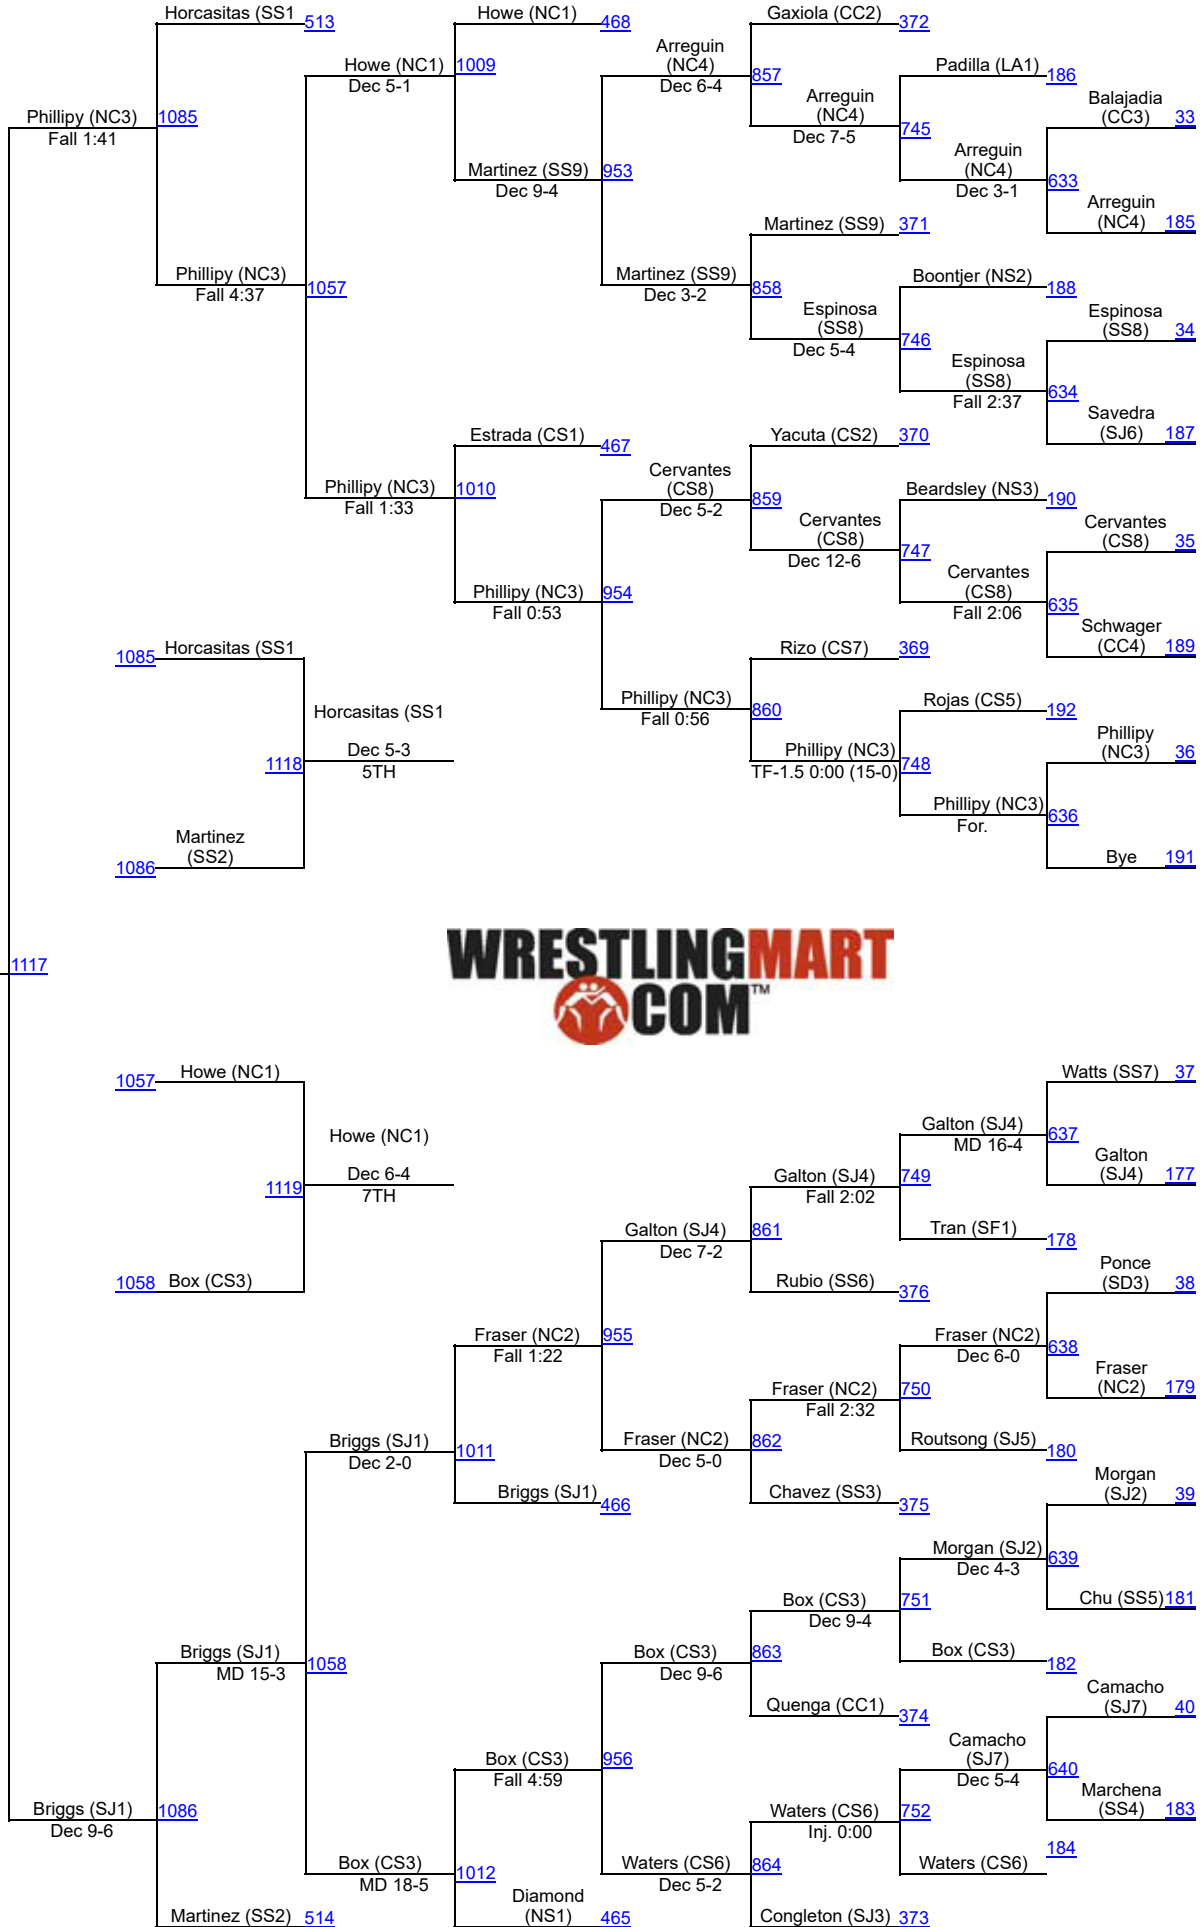 Horcasitas (SS1
513
Howe (NC1)
468
Gaxiola (CC2)
372
Arreguin
(NC4)
Dec 6-4
857
Howe (NC1)
Dec 5-1
1009
Padilla (LA1)
186
Balajadia
(CC3)
33
Phillipy (NC3)
Fall 1:41
1085
Arreguin
(NC4)
Dec 7-5
745
Arreguin
(NC4)
Dec 3-1
633
Martinez (SS9)
Dec 9-4
953
Arreguin
(NC4)
185
Martinez (SS9)
371
Phillipy (NC3)
Fall 4:37
1057
Martinez (SS9)
Dec 3-2
858
Boontjer (NS2)
188
Espinosa
(SS8)
Dec 5-4
746
Espinosa
(SS8)
34
Espinosa
(SS8)
Fall 2:37
634
Savedra
(SJ6)
187
Estrada (CS1)
467
Yacuta (CS2)
370
Cervantes
(CS8)
Dec 5-2
859
Phillipy (NC3)
Fall 1:33
1010
Beardsley (NS3)
190
Cervantes
(CS8)
Dec 12-6
747
Cervantes
(CS8)
35
Phillipy (NC3)
Fall 0:53
954
Cervantes
(CS8)
Fall 2:06
635
Schwager
(CC4)
189
1085
Horcasitas (SS1
Rizo (CS7)
369
Phillipy (NC3)
Fall 0:56
860
Rojas (CS5)
192
Horcasitas (SS1
Dec 5-3
5TH
1118
Phillipy (NC3)
TF-1.5 0:00 (15-0)
748
Phillipy
(NC3)
36
Phillipy (NC3)
For.
636
Martinez
(SS2)
1086
Bye
191
WRESTLINGMART
COM™
1117
1057
Howe (NC1)
Watts (SS7)
37
Howe (NC1)
Dec 6-4
7TH
1119
Galton (SJ4)
MD 16-4
637
Galton
(SJ4)
177
Galton (SJ4)
Fall 2:02
749
Galton (SJ4)
Dec 7-2
861
Tran (SF1)
178
1058
Box (CS3)
Rubio (SS6)
376
Ponce
(SD3)
38
Fraser (NC2)
Fall 1:22
955
Fraser (NC2)
Dec 6-0
638
Fraser (NC2)
Fall 2:32
750
Fraser
(NC2)
179
Briggs (SJ1)
Dec 2-0
1011
Fraser (NC2)
Dec 5-0
862
Routsong (SJ5)
180
Briggs (SJ1)
466
Chavez (SS3)
375
Morgan
(SJ2)
39
Morgan (SJ2)
Dec 4-3
639
Box (CS3)
Dec 9-4
751
Chu (SS5)
181
Briggs (SJ1)
MD 15-3
1058
Box (CS3)
Dec 9-6
863
Box (CS3)
182
Quenga (CC1)
374
Camacho
(SJ7)
40
Box (CS3)
Fall 4:59
956
Camacho
(SJ7)
Dec 5-4
640
Briggs (SJ1)
Dec 9-6
1086
Waters (CS6)
Inj. 0:00
752
Marchena
(SS4)
183
Box (CS3)
MD 18-5
1012
Waters (CS6)
Dec 5-2
864
Waters (CS6)
184
Martinez (SS2)
514
Diamond
(NS1)
465
Congleton (SJ3)
373